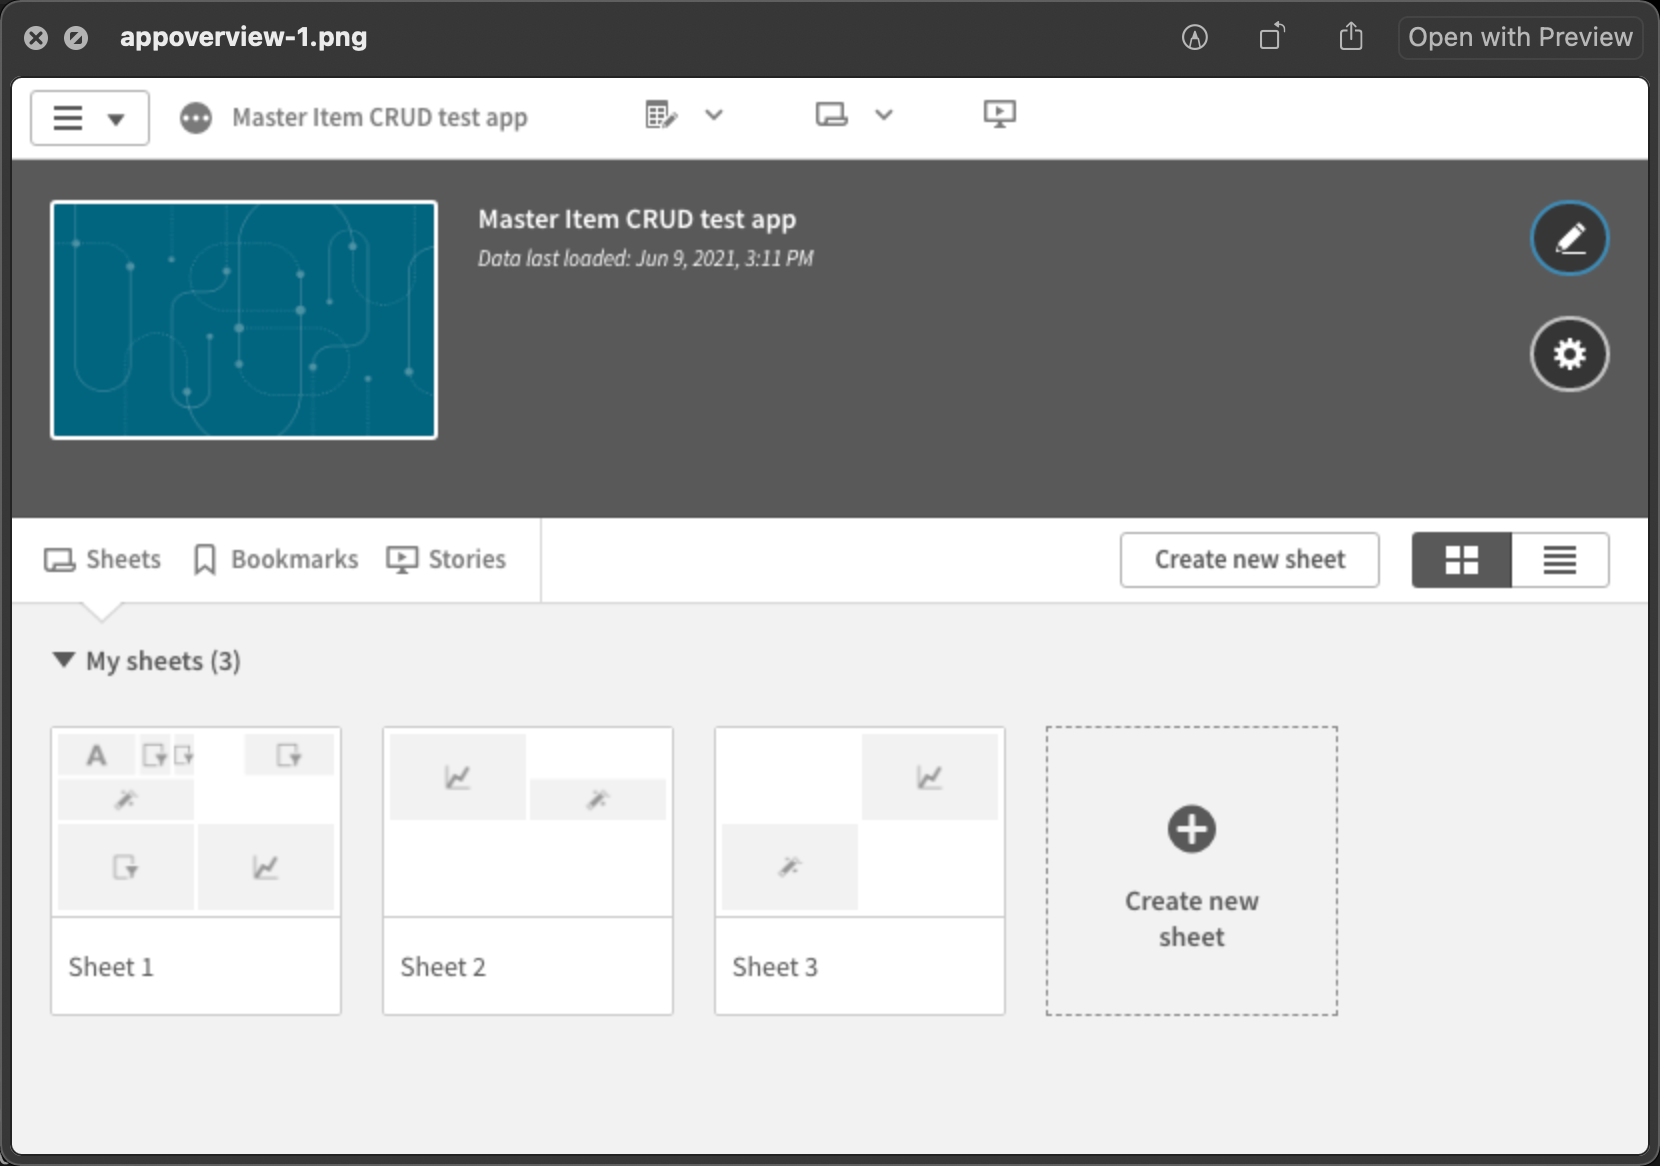 appoverview-1.png
Open with Preview
Master Item CRUD test app
Master Item CRUD test app
Data last loaded: Jun 9, 2021, 3:11 PM
Sheets
Bookmarks
Stories
Create new sheet
My sheets (3)
A
Sheet 1
Sheet 2
Sheet 3
Create new
sheet